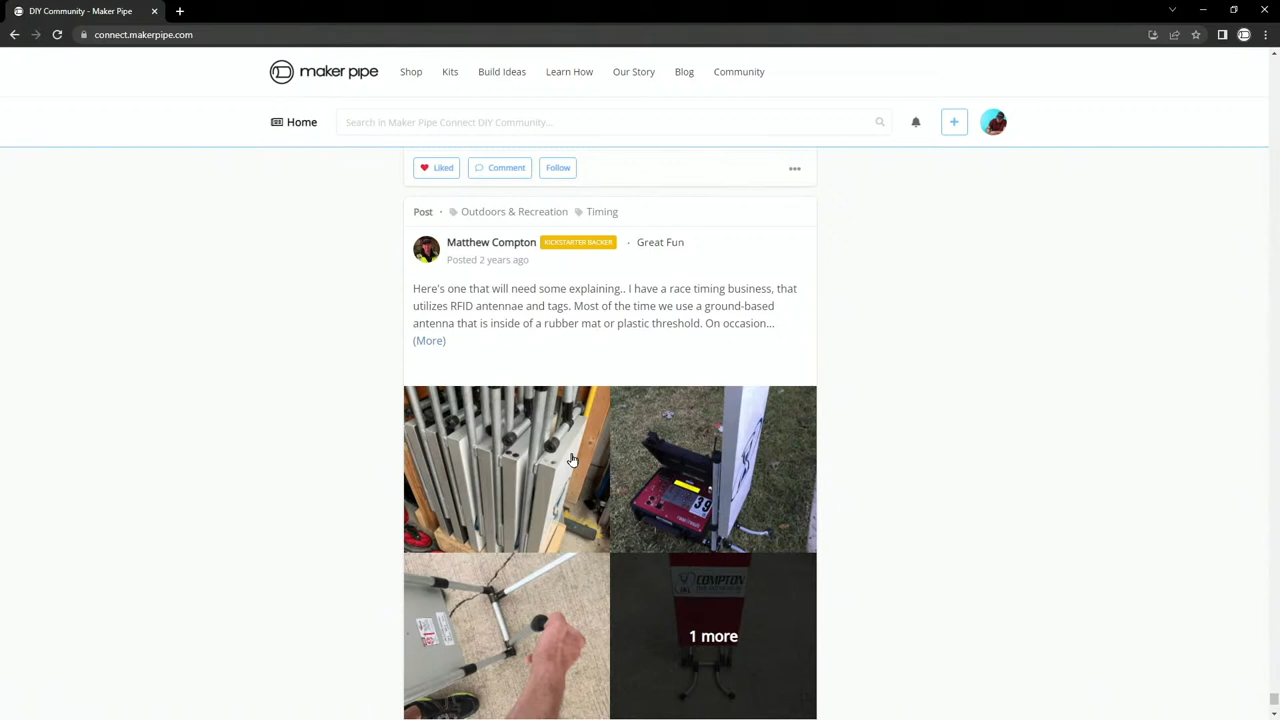 DIY Community - Maker Pipe
connect.makerpipe.com
maker pipe
Shop
Kits
Build Ideas
Learn How
Our Story
Blog
Community
Home
Search in Maker Pipe Connect DIY Community...
Liked
Comment
Follow
Post · Outdoors & Recreation Timing
Matthew Compton KICKSTARTER BACKER · Great Fun
Posted 2 years ago
Here's one that will need some explaining.. I have a race timing business, that
utilizes RFID antennae and tags. Most of the time we use a ground-based
antenna that is inside of a rubber mat or plastic threshold. On occasion...
(More)
39
COMPTON
1 more